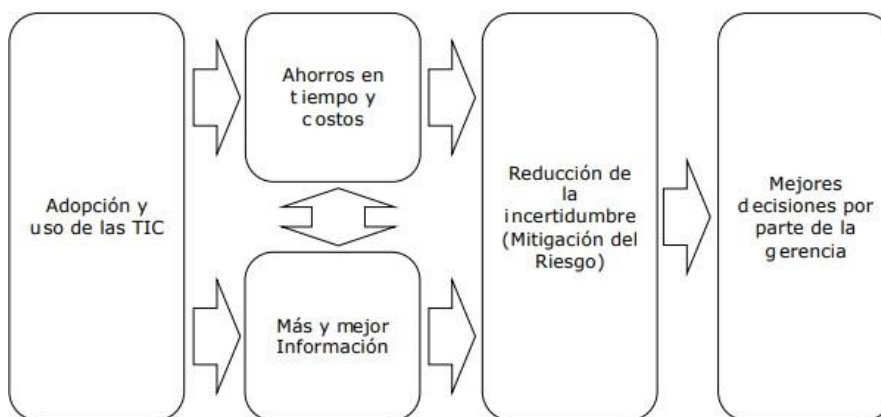 Adopción y
uso de las TIC
Ahorros en
tiempo y
costos
Más y mejor
Información
Reducción de
la
incertidumbre
(Mitigación del
Riesgo)
Mejores
decisiones por
parte de la
gerencia